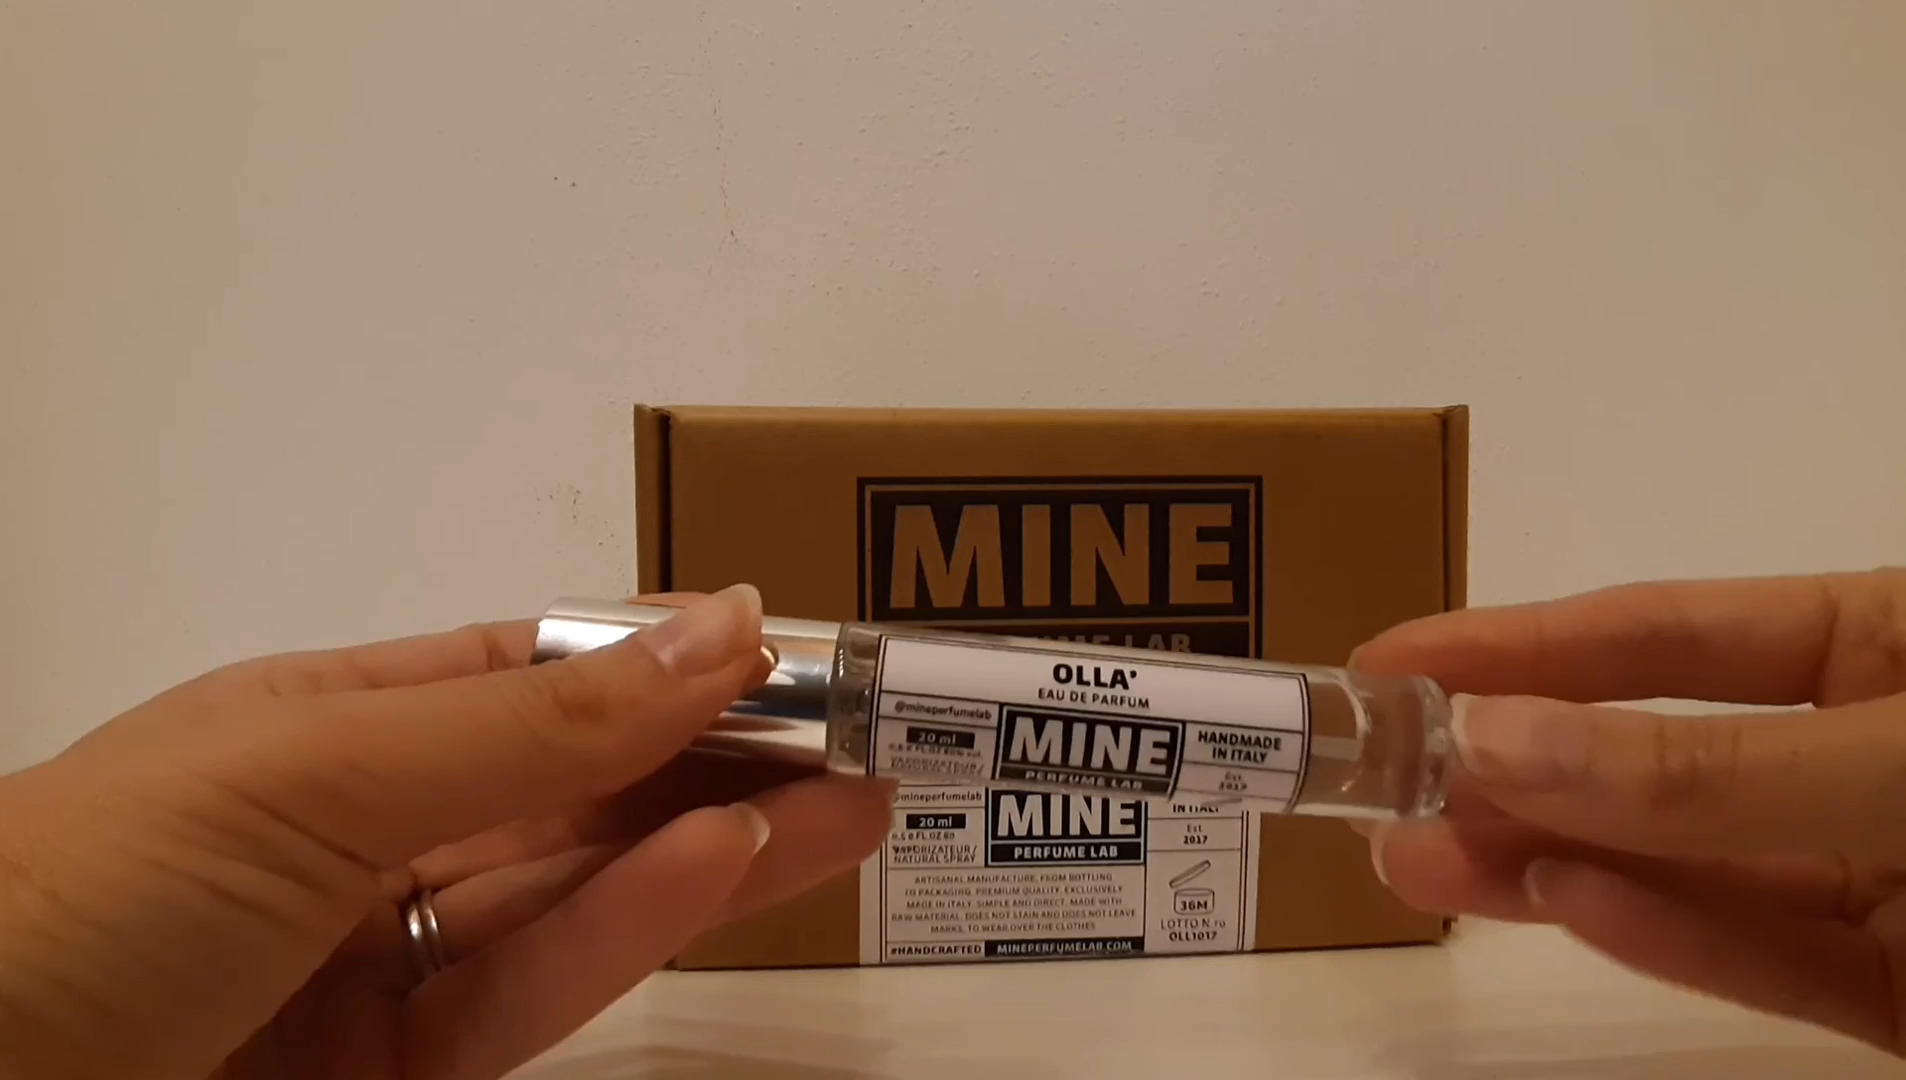 MINE
OLLA'
EAU DE PARFUM
@mineperfumelab
20 ml
MINE
PERFUME LAB
HANDMADE
IN ITALY
Est.
2017
@mineperfumelab
20 ml
VAPORIZATEUR /
NATURAL SPRAY
MINE
PERFUME LAB
IN ITALY
Est.
2017
ARTISANAL MANUFACTURE, FROM BOTTLING
TO PACKAGING. PREMIUM QUALITY, EXCLUSIVELY
MADE IN ITALY. SIMPLE AND DIRECT. MADE WITH
RAW MATERIAL. DOES NOT STAIN AND DOES NOT LEAVE
MARKS, TO WEAR OVER THE CLOTHES
36M
LOTTO N.ro
OLL1017
#HANDCRAFTED
MINEPERFUMELAB.COM